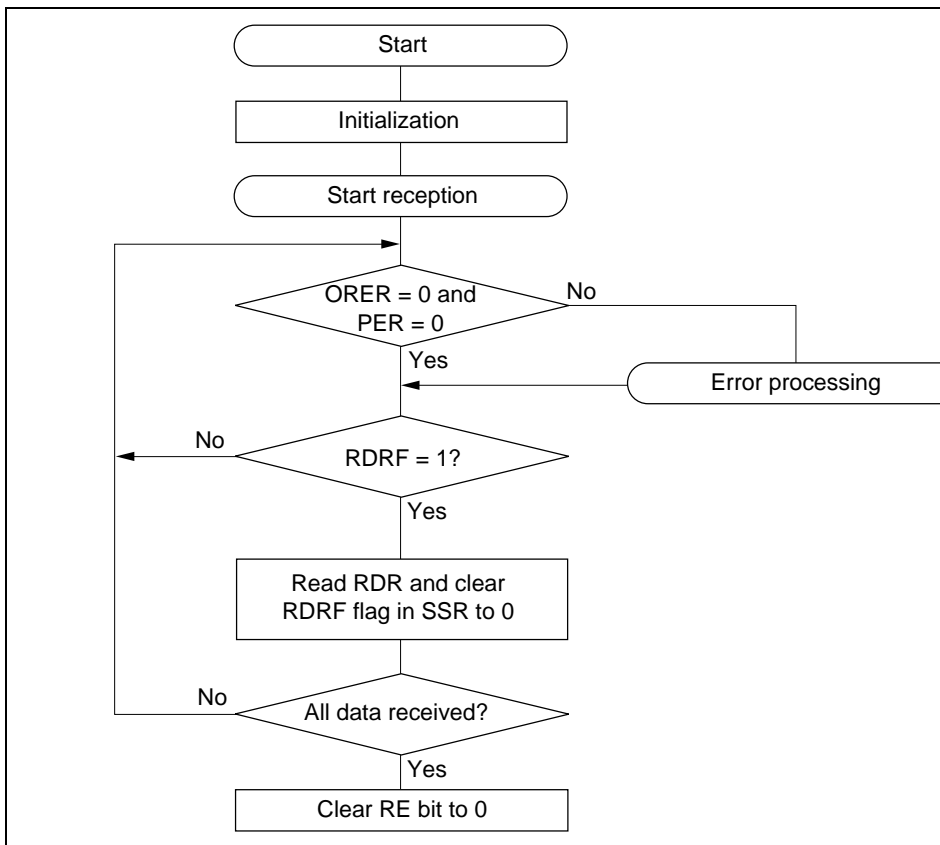 Start
Initialization
Start reception
ORER = 0 and
PER = 0
No
Yes
Error processing
No
RDRF = 1?
Yes
Read RDR and clear
RDRF flag in SSR to 0
No
All data received?
Yes
Clear RE bit to 0